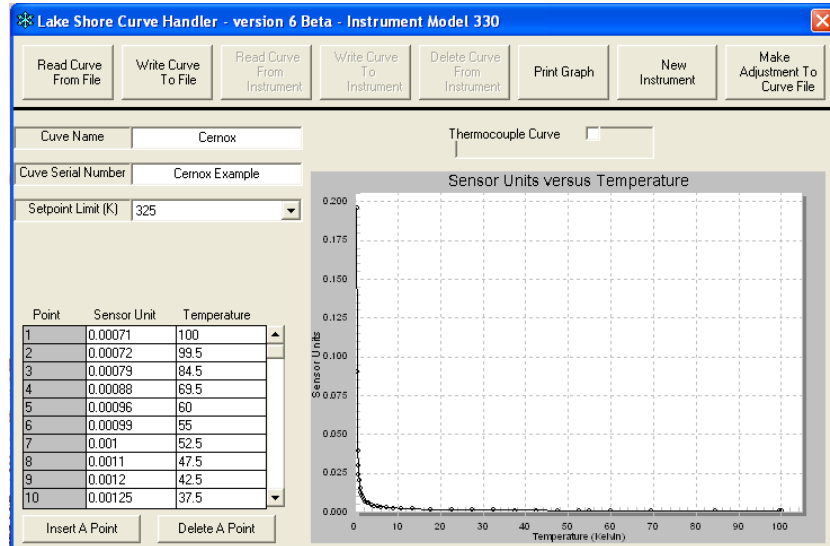 Lake Shore Curve Handler - version 6 Beta - Instrument Model 330
Read Curve From File
Write Curve To File
Read Curve From Instrument
Write Curve To Instrument
Delete Curve From Instrument
Print Graph
New Instrument
Make Adjustment To Curve File
Cuve Name Cernox
Thermocouple Curve
Cuve Serial Number Cernox Example
Setpoint Limit (K) 325
Sensor Units versus Temperature
Point Sensor Unit Temperature
1 0.00071 100
2 0.00072 99.5
3 0.00079 84.5
4 0.00088 69.5
5 0.00096 60
6 0.00099 55
7 0.001 52.5
8 0.0011 47.5
9 0.0012 42.5
10 0.00125 37.5
Insert A Point
Delete A Point
Sensor Units
0.200
0.175
0.150
0.125
0.100
0.075
0.050
0.025
0.000
0 10 20 30 40 50 60 70 80 90 100
Temperature (Kelvin)